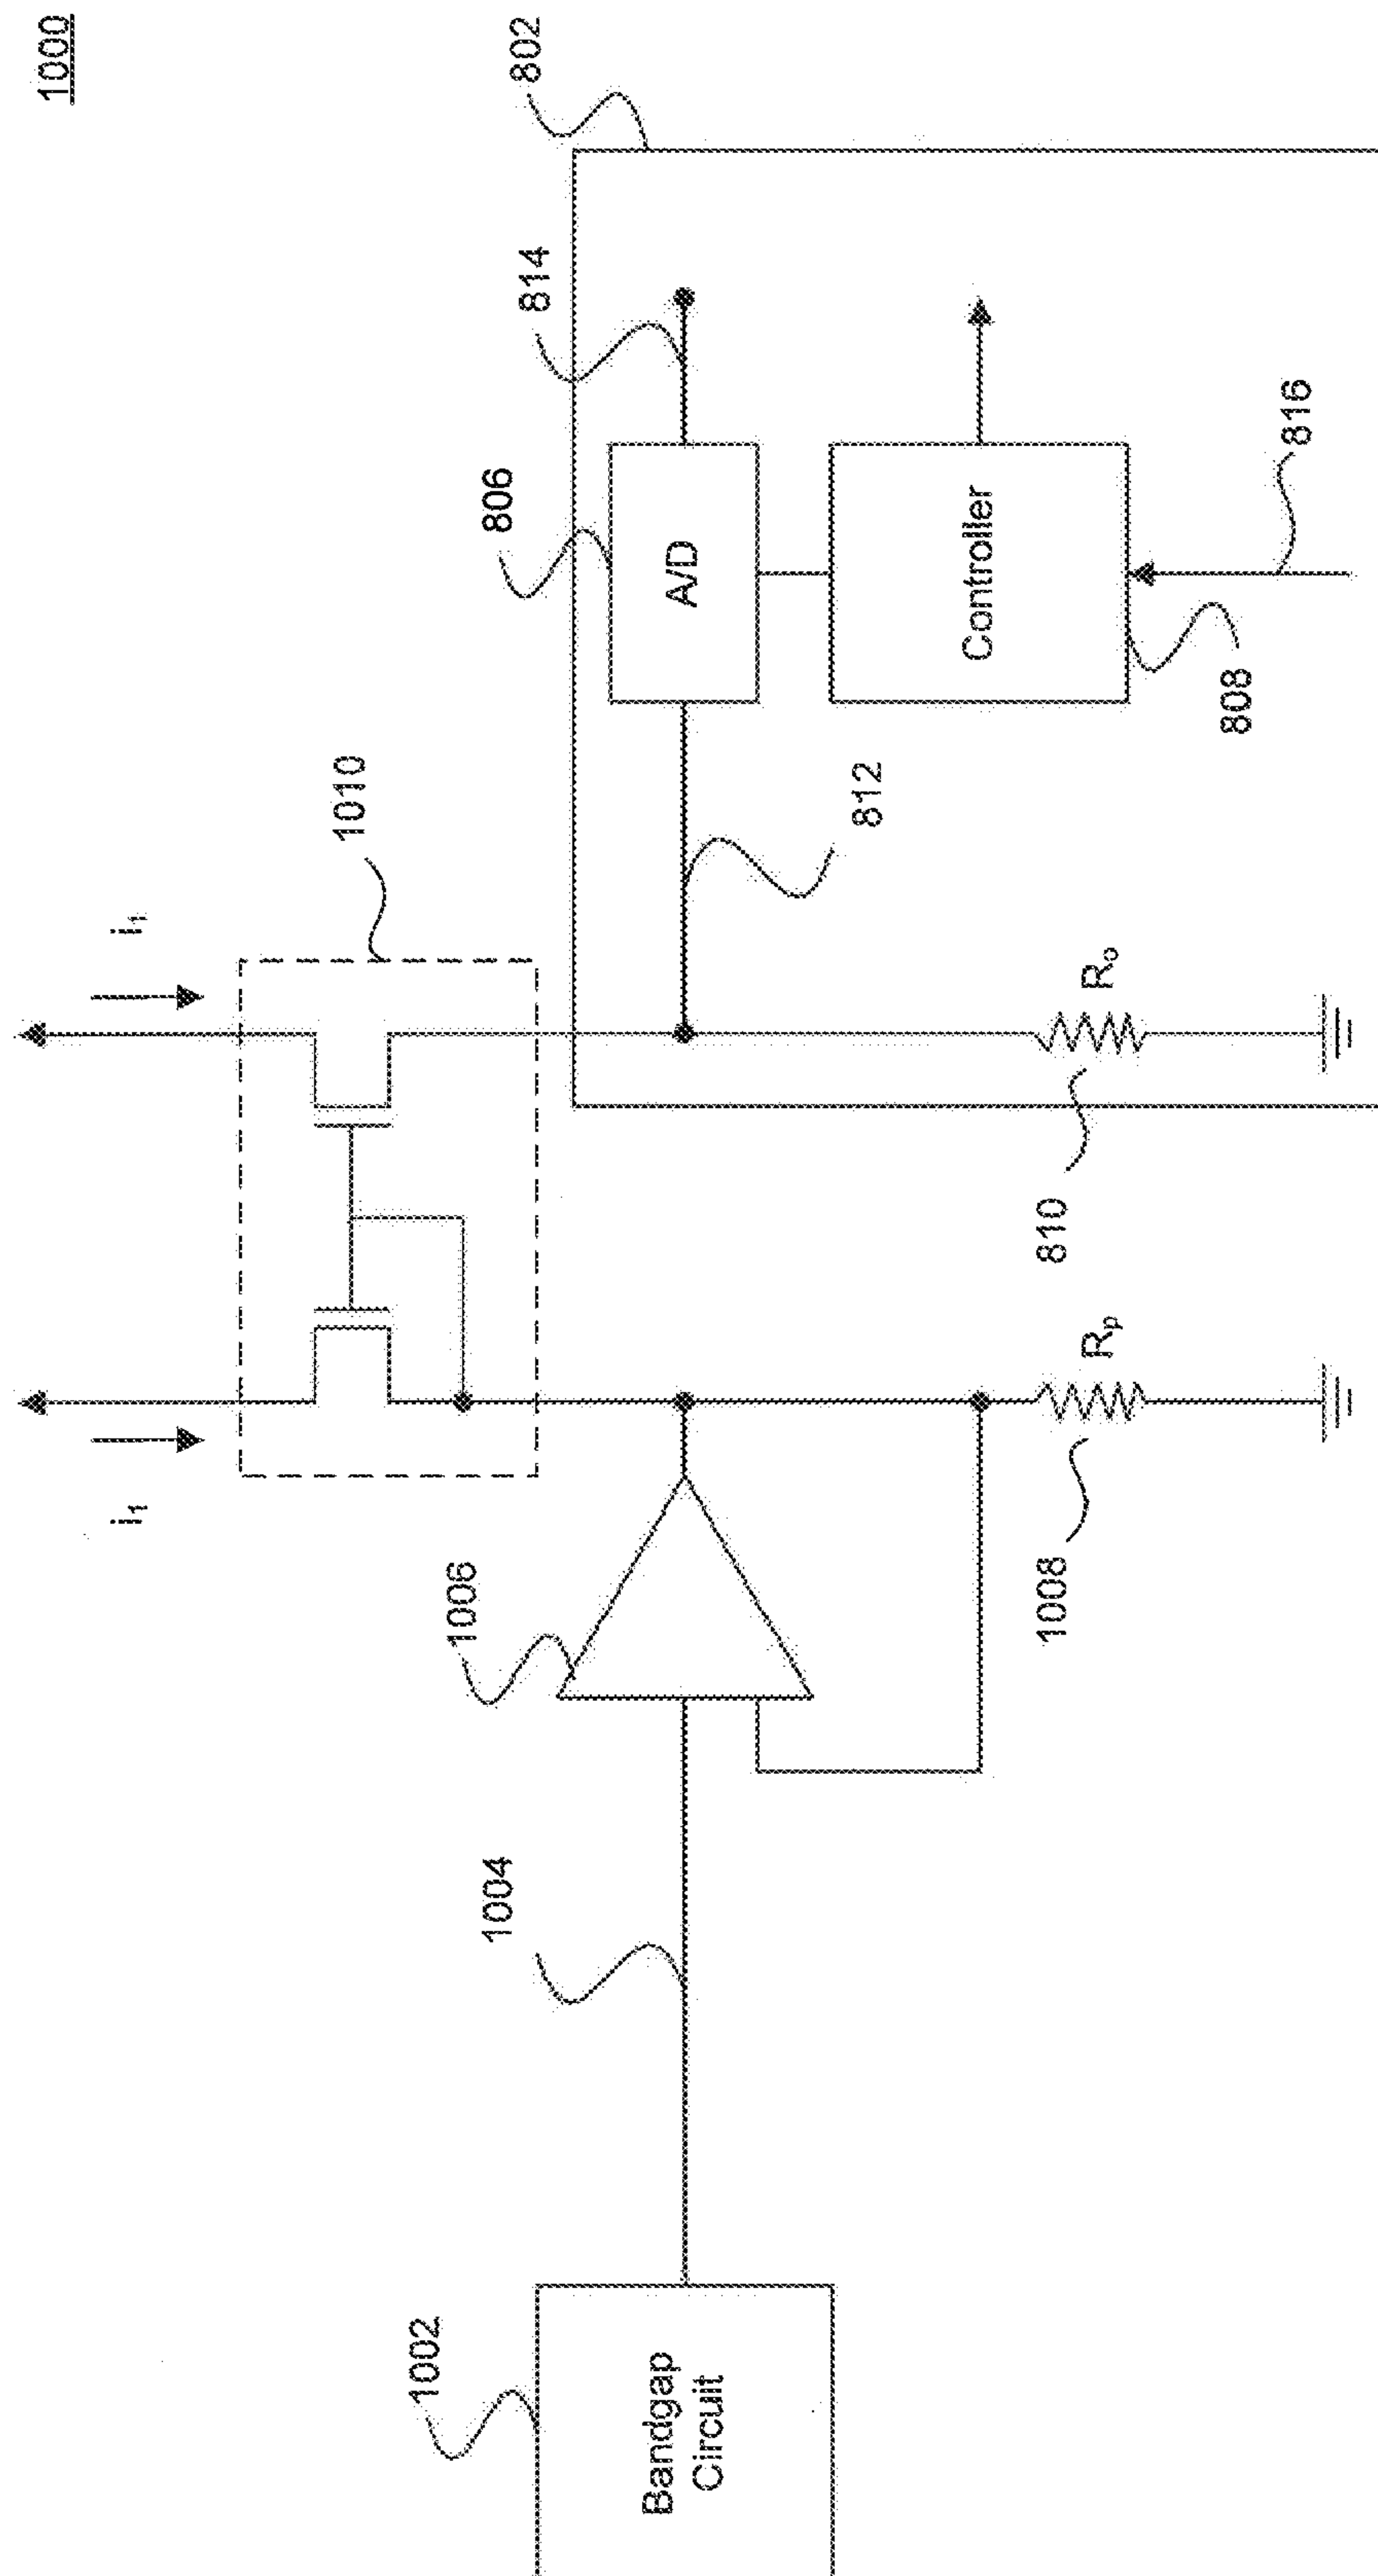 1000
i₁
i₁
1010
802
814
806
A/D
812
Controller
816
808
810
Rₒ
1006
1008
Rₚ
1004
1002
Bandgap
Circuit